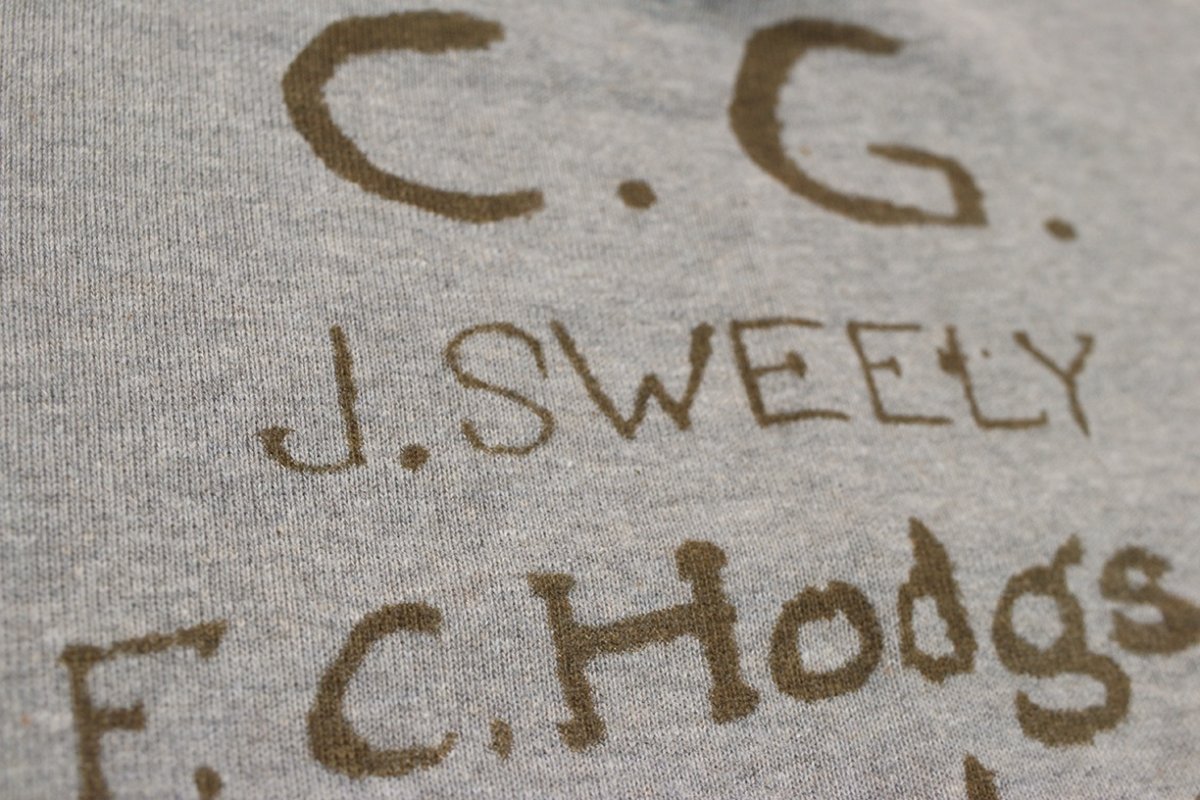 C. G.
J. SWEELY
F. C. Hodgs